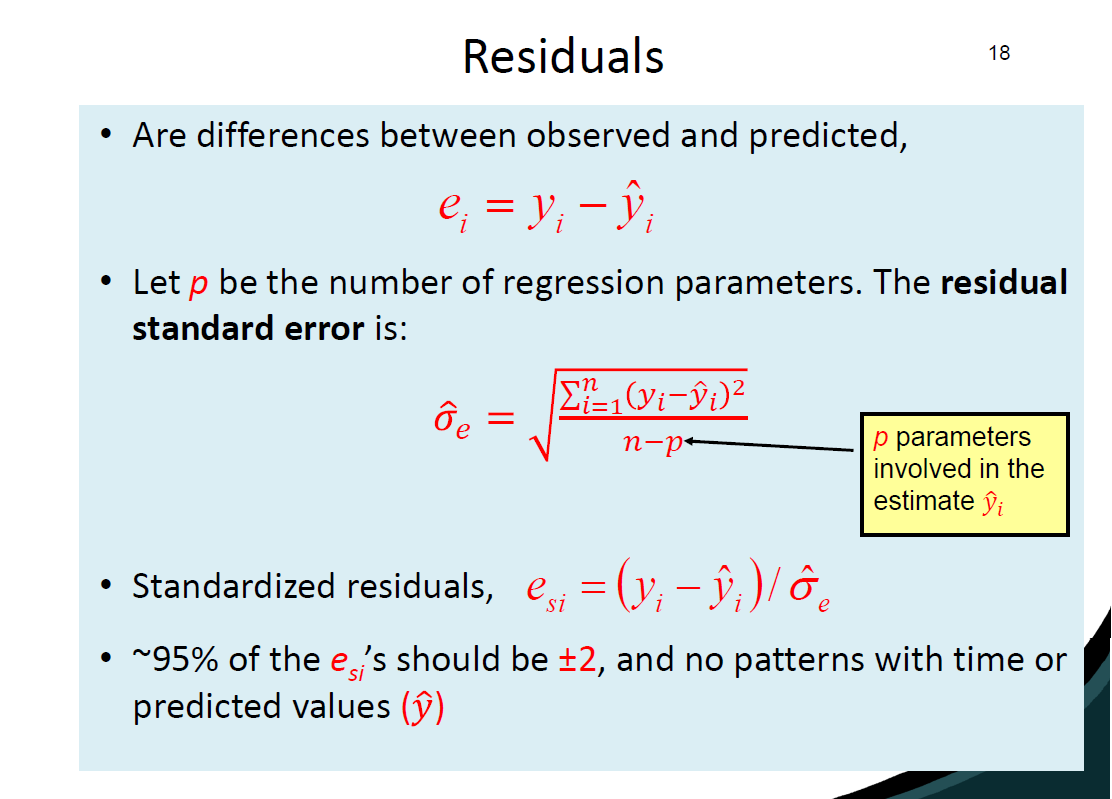 Residuals
18
• Are differences between observed and predicted,
eᵢ = yᵢ − ŷᵢ
• Let p be the number of regression parameters. The residual
standard error is:
σ̂ₑ = √(∑ⁿᵢ₌₁(yᵢ−ŷᵢ)² / n−p)
p parameters
involved in the
estimate ŷᵢ
• Standardized residuals, eₛᵢ = (yᵢ − ŷᵢ)/ σ̂ₑ
• ~95% of the eₛᵢ’s should be ±2, and no patterns with time or
predicted values (ŷ)